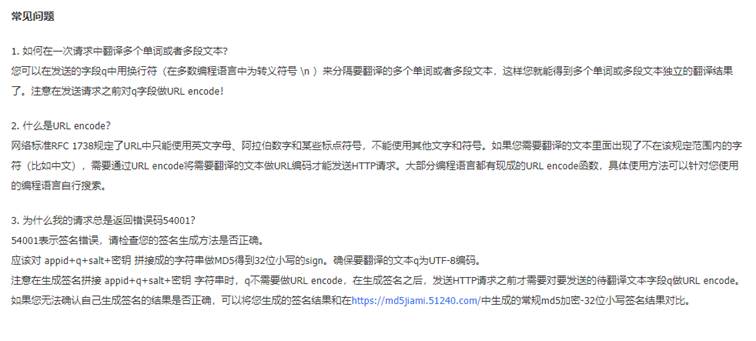 常见问题
1. 如何在一次请求中翻译多个单词或者多段文本?
您可以在发送的字段q中用换行符（在多数编程语言中为转义符号 \n ）来分隔要翻译的多个单词或者多段文本，这样您就能得到多个单词或多段文本独立的翻译结果
了。注意在发送请求之前对q字段做URL encode!
2. 什么是URL encode?
网络标准RFC 1738规定了URL中只能使用英文字母、阿拉伯数字和某些标点符号，不能使用其他文字和符号。如果您需要翻译的文本里面出现了不在该规定范围内的字
符（比如中文），需要通过URL encode将需要翻译的文本做URL编码才能发送HTTP请求。大部分编程语言都有现成的URL encode函数，具体使用方法可以针对您使用
的编程语言自行搜索。
3. 为什么我的请求总是返回错误码54001?
54001表示签名错误，请检查您的签名生成方法是否正确。
应该对 appid+q+salt+密钥 拼接成的字符串做MD5得到32位小写的sign。确保要翻译的文本q为UTF-8编码。
注意在生成签名拼接 appid+q+salt+密钥 字符串时，q不需要做URL encode，在生成签名之后，发送HTTP请求之前才需要对要发送的待翻译文本字段q做URL encode。
如果您无法确认自己生成签名的结果是否正确，可以将您生成的签名结果和在https://md5jiami.51240.com/中生成的常规md5加密-32位小写签名结果对比。